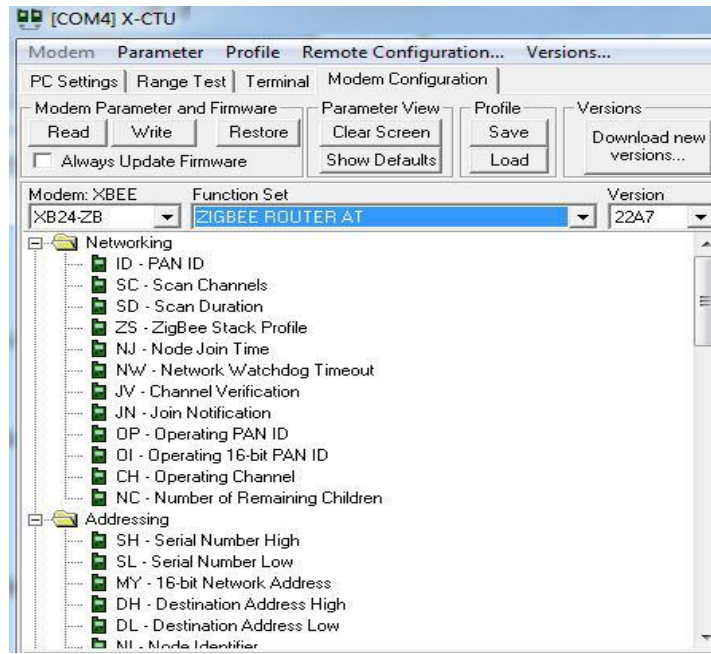 [COM4] X-CTU
Modem Parameter Profile Remote Configuration... Versions...
PC Settings Range Test Terminal Modem Configuration
Modem Parameter and Firmware Parameter View Profile Versions
Read Write Restore Clear Screen Save Download new versions...
Always Update Firmware Show Defaults Load
Modem: XBEE Function Set Version
XB24-ZB ZIGBEE ROUTER AT 22A7
Networking
ID - PAN ID
SC - Scan Channels
SD - Scan Duration
ZS - ZigBee Stack Profile
NJ - Node Join Time
NW - Network Watchdog Timeout
JV - Channel Verification
JN - Join Notification
OP - Operating PAN ID
OI - Operating 16-bit PAN ID
CH - Operating Channel
NC - Number of Remaining Children
Addressing
SH - Serial Number High
SL - Serial Number Low
MY - 16-bit Network Address
DH - Destination Address High
DL - Destination Address Low
NI - Node Identifier